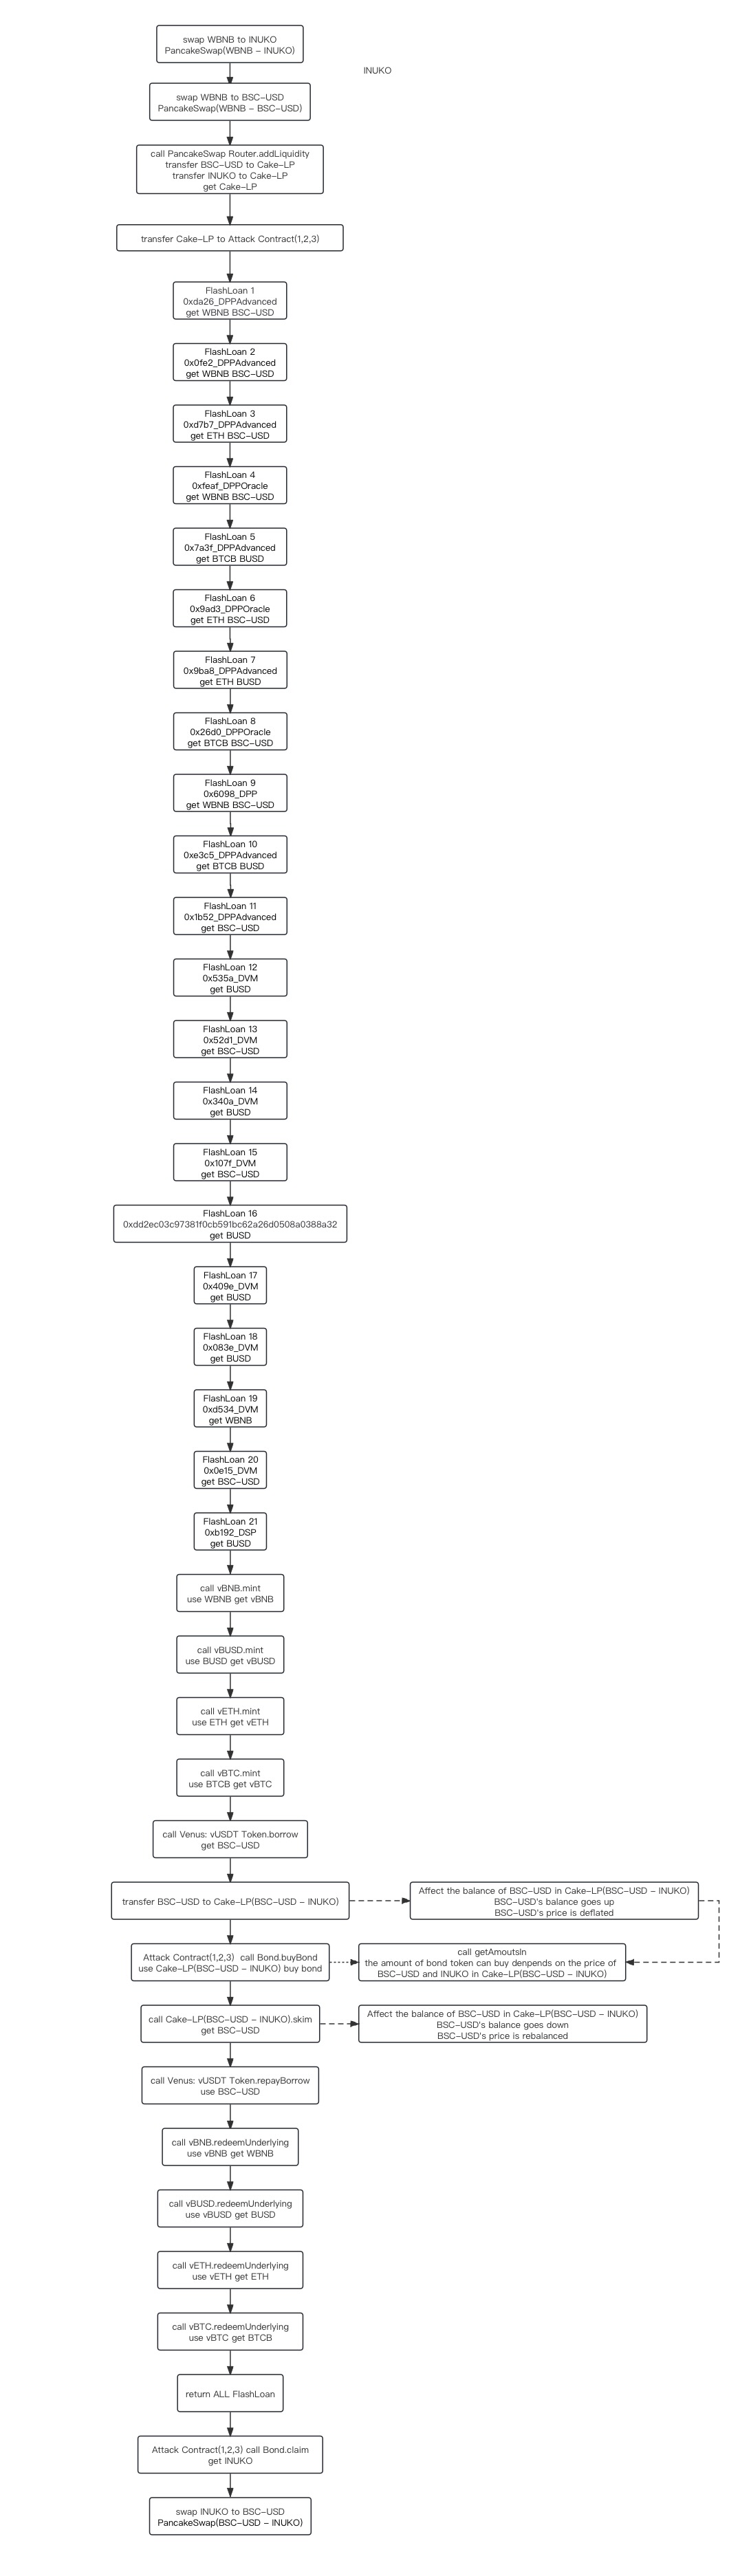 swap WBNB to INUKO
PancakeSwap(WBNB - INUKO)
INUKO
swap WBNB to BSC-USD
PancakeSwap(WBNB - BSC-USD)
call PancakeSwap Router.addLiquidity
transfer BSC-USD to Cake-LP
transfer INUKO to Cake-LP
get Cake-LP
transfer Cake-LP to Attack Contract(1,2,3)
FlashLoan 1
0xda26_DPPAdvanced
get WBNB BSC-USD
FlashLoan 2
0x0fe2_DPPAdvanced
get WBNB BSC-USD
FlashLoan 3
0xd7b7_DPPAdvanced
get ETH BSC-USD
FlashLoan 4
0xfeaf_DPPOracle
get WBNB BSC-USD
FlashLoan 5
0x7a3f_DPPAdvanced
get BTCB BUSD
FlashLoan 6
0x9ad3_DPPOracle
get ETH BSC-USD
FlashLoan 7
0x9ba8_DPPAdvanced
get ETH BUSD
FlashLoan 8
0x26d0_DPPOracle
get BTCB BSC-USD
FlashLoan 9
0x6098_DPP
get WBNB BSC-USD
FlashLoan 10
0xe3c5_DPPAdvanced
get BTCB BUSD
FlashLoan 11
0x1b52_DPPAdvanced
get BSC-USD
FlashLoan 12
0x535a_DVM
get BUSD
FlashLoan 13
0x52d1_DVM
get BSC-USD
FlashLoan 14
0x340a_DVM
get BUSD
FlashLoan 15
0x107f_DVM
get BSC-USD
FlashLoan 16
0xdd2ec03c97381f0cb591bc62a26d0508a0388a32
get BUSD
FlashLoan 17
0x409e_DVM
get BUSD
FlashLoan 18
0x083e_DVM
get BUSD
FlashLoan 19
0xd534_DVM
get WBNB
FlashLoan 20
0x0e15_DVM
get BSC-USD
FlashLoan 21
0xb192_DSP
get BUSD
call vBNB.mint
use WBNB get vBNB
call vBUSD.mint
use BUSD get vBUSD
call vETH.mint
use ETH get vETH
call vBTC.mint
use BTCB get vBTC
call Venus: vUSDT Token.borrow
get BSC-USD
transfer BSC-USD to Cake-LP(BSC-USD - INUKO)
Affect the balance of BSC-USD in Cake-LP(BSC-USD - INUKO)
BSC-USD's balance goes up
BSC-USD's price is deflated
Attack Contract(1,2,3) call Bond.buyBond
use Cake-LP(BSC-USD - INUKO) buy bond
call getAmoutsIn
the amount of bond token can buy denpends on the price of
BSC-USD and INUKO in Cake-LP(BSC-USD - INUKO)
call Cake-LP(BSC-USD - INUKO).skim
get BSC-USD
Affect the balance of BSC-USD in Cake-LP(BSC-USD - INUKO)
BSC-USD's balance goes down
BSC-USD's price is rebalanced
call Venus: vUSDT Token.repayBorrow
use BSC-USD
call vBNB.redeemUnderlying
use vBNB get WBNB
call vBUSD.redeemUnderlying
use vBUSD get BUSD
call vETH.redeemUnderlying
use vETH get ETH
call vBTC.redeemUnderlying
use vBTC get BTCB
return ALL FlashLoan
Attack Contract(1,2,3) call Bond.claim
get INUKO
swap INUKO to BSC-USD
PancakeSwap(BSC-USD - INUKO)